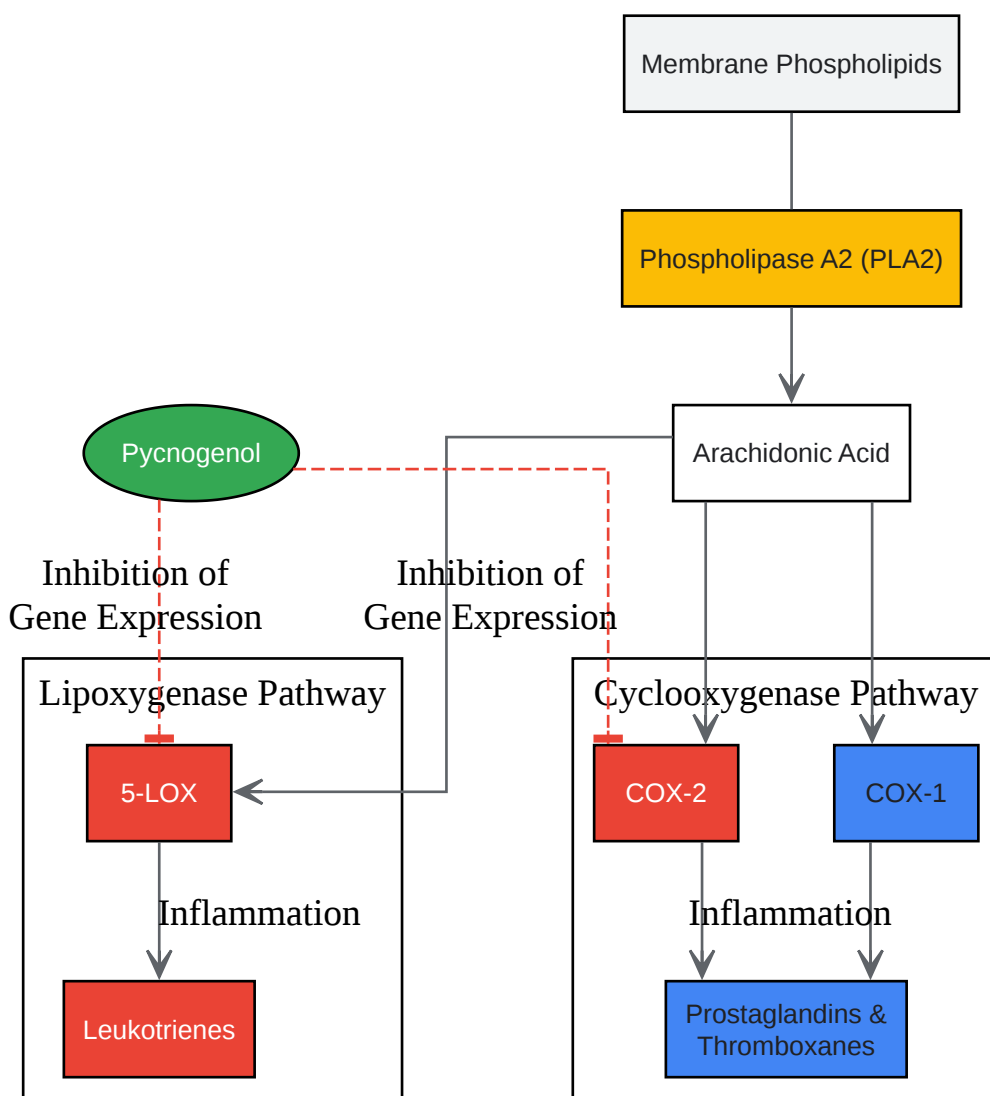 Membrane Phospholipids
Phospholipase A2 (PLA2)
Pycnogenol
Arachidonic Acid
Inhibition of
Gene Expression
Inhibition of
Gene Expression
Lipoxygenase Pathway
Cyclooxygenase Pathway
5-LOX
COX-2
COX-1
Inflammation
Inflammation
Leukotrienes
Prostaglandins &
Thromboxanes